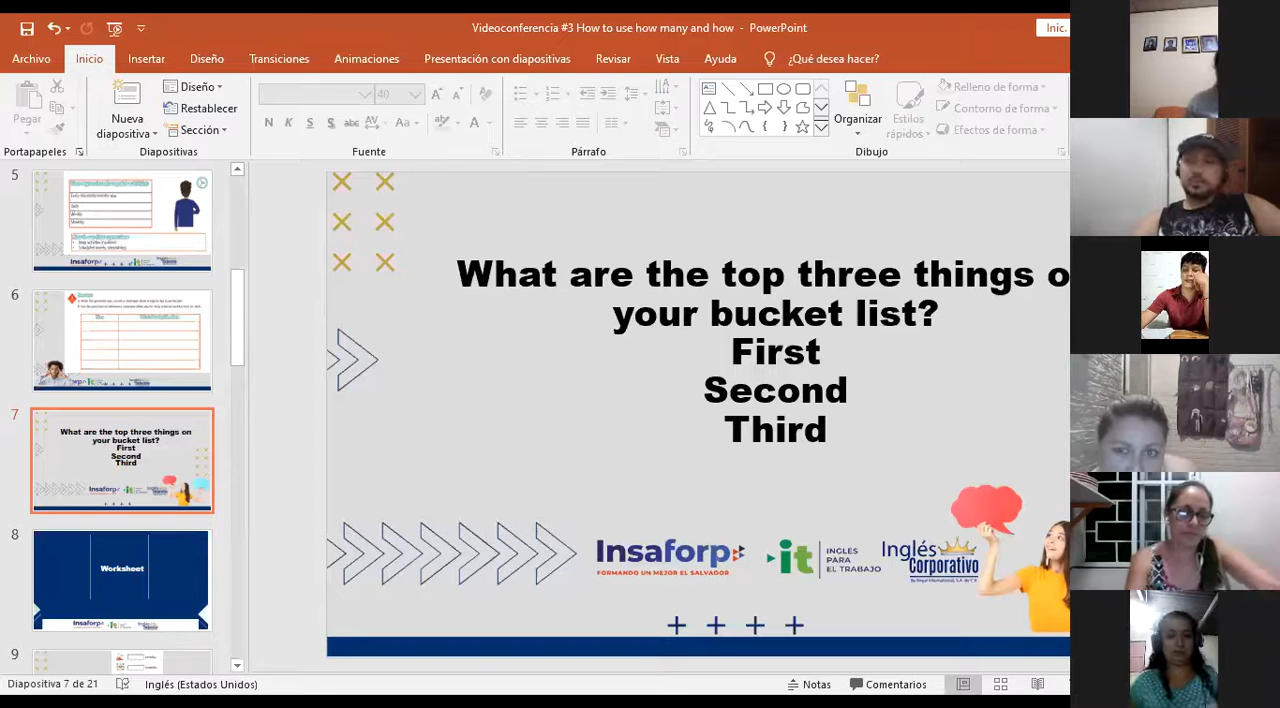 Videoconferencia #3 How to use how many and how - PowerPoint
Inic.
Archivo
Inicio
Insertar
Diseño
Transiciones
Animaciones
Presentación con diapositivas
Revisar
Vista
Ayuda
¿Qué desea hacer?
Pegar
Nueva
diapositiva
Diseño
Restablecer
Sección
40
N K S S abc AV Aa A
Organizar
Estilos
rápidos
Relleno de forma
Contorno de forma
Efectos de forma
Portapapeles
Diapositivas
Fuente
Párrafo
Dibujo
5
6
7
What are the top three things on
your bucket list?
First
Second
Third
8
Worksheet
9
What are the top three things o
your bucket list?
First
Second
Third
Insaforp
FORMANDO UN MEJOR EL SALVADOR
it
INGLÉS
PARA
EL TRABAJO
Inglés
Corporativo
Diapositiva 7 de 21
Inglés (Estados Unidos)
Notas
Comentarios